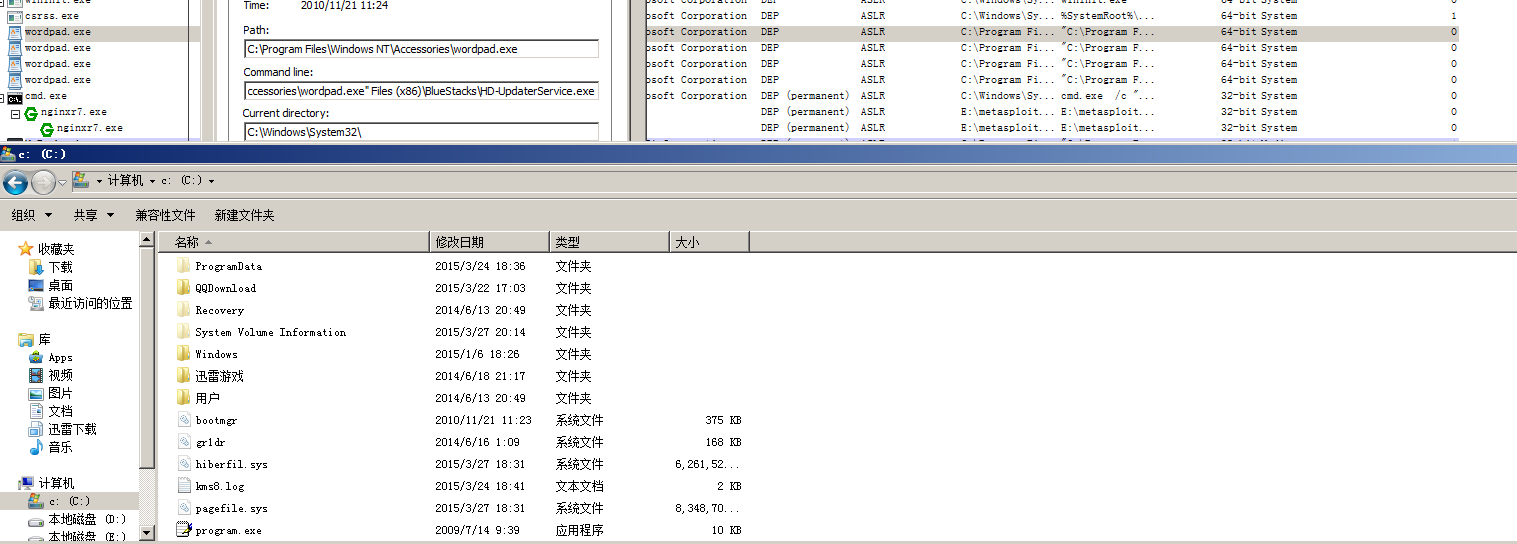 wininit.exe
csrss.exe
wordpad.exe
wordpad.exe
wordpad.exe
wordpad.exe
cmd.exe
nginxr7.exe
nginxr7.exe
Time: 2010/11/21 11:24
Path:
C:\Program Files\Windows NT\Accessories\wordpad.exe
Command line:
ccessories\wordpad.exe" Files (x86)\BlueStacks\HD-UpdaterService.exe
Current directory:
C:\Windows\System32\
osoft Corporation DEP ASLR C:\Windows\Sy... wininit.exe 64-bit System 0
osoft Corporation DEP ASLR C:\Windows\Sy... %SystemRoot%\... 64-bit System 1
osoft Corporation DEP ASLR C:\Program Fi... "C:\Program F... 64-bit System 0
osoft Corporation DEP ASLR C:\Program Fi... "C:\Program F... 64-bit System 0
osoft Corporation DEP ASLR C:\Program Fi... "C:\Program F... 64-bit System 0
osoft Corporation DEP ASLR C:\Program Fi... "C:\Program F... 64-bit System 0
osoft Corporation DEP (permanent) ASLR C:\Windows\Sy... cmd.exe /c "... 32-bit System 0
DEP (permanent) ASLR E:\metasploit... E:\metasploit... 32-bit System 0
DEP (permanent) ASLR E:\metasploit... E:\metasploit... 32-bit System 0
c: (C:)
计算机 c: (C:)
组织 共享 兼容性文件 新建文件夹
收藏夹
下载
桌面
最近访问的位置
库
Apps
视频
图片
文档
迅雷下载
音乐
计算机
c: (C:)
本地磁盘 (D:)
本地磁盘 (E:)
名称 修改日期 类型 大小
ProgramData 2015/3/24 18:36 文件夹
QQDownload 2015/3/22 17:03 文件夹
Recovery 2014/6/13 20:49 文件夹
System Volume Information 2015/3/27 20:14 文件夹
Windows 2015/1/6 18:26 文件夹
迅雷游戏 2014/6/18 21:17 文件夹
用户 2014/6/13 20:49 文件夹
bootmgr 2010/11/21 11:23 系统文件 375 KB
grldr 2014/6/16 1:09 系统文件 168 KB
hiberfil.sys 2015/3/27 18:31 系统文件 6,261,52...
kms8.log 2015/3/24 18:41 文本文档 2 KB
pagefile.sys 2015/3/27 18:31 系统文件 8,348,70...
program.exe 2009/7/14 9:39 应用程序 10 KB